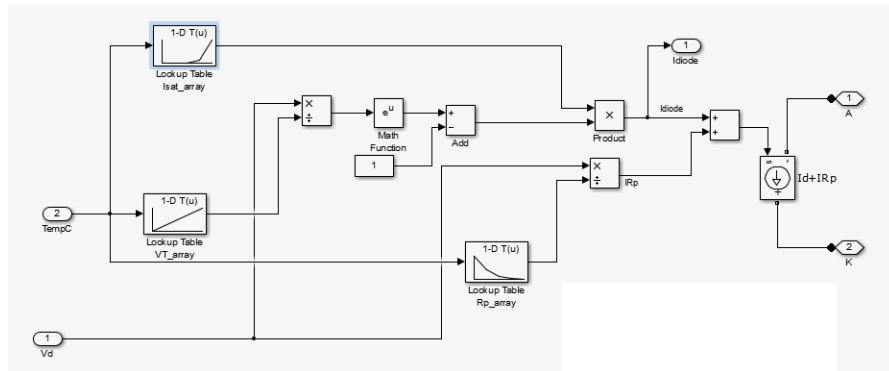 1-D T(u)
Lookup Table
Isat_array
1
Idiode
×
÷
eᵘ
Math
Function
1
+
−
Add
×
Product
Idiode
+
+
×
÷
IRp
s
-
+
Id+IRp
1
A
2
K
2
TempC
1-D T(u)
Lookup Table
VT_array
1-D T(u)
Lookup Table
Rp_array
1
Vd